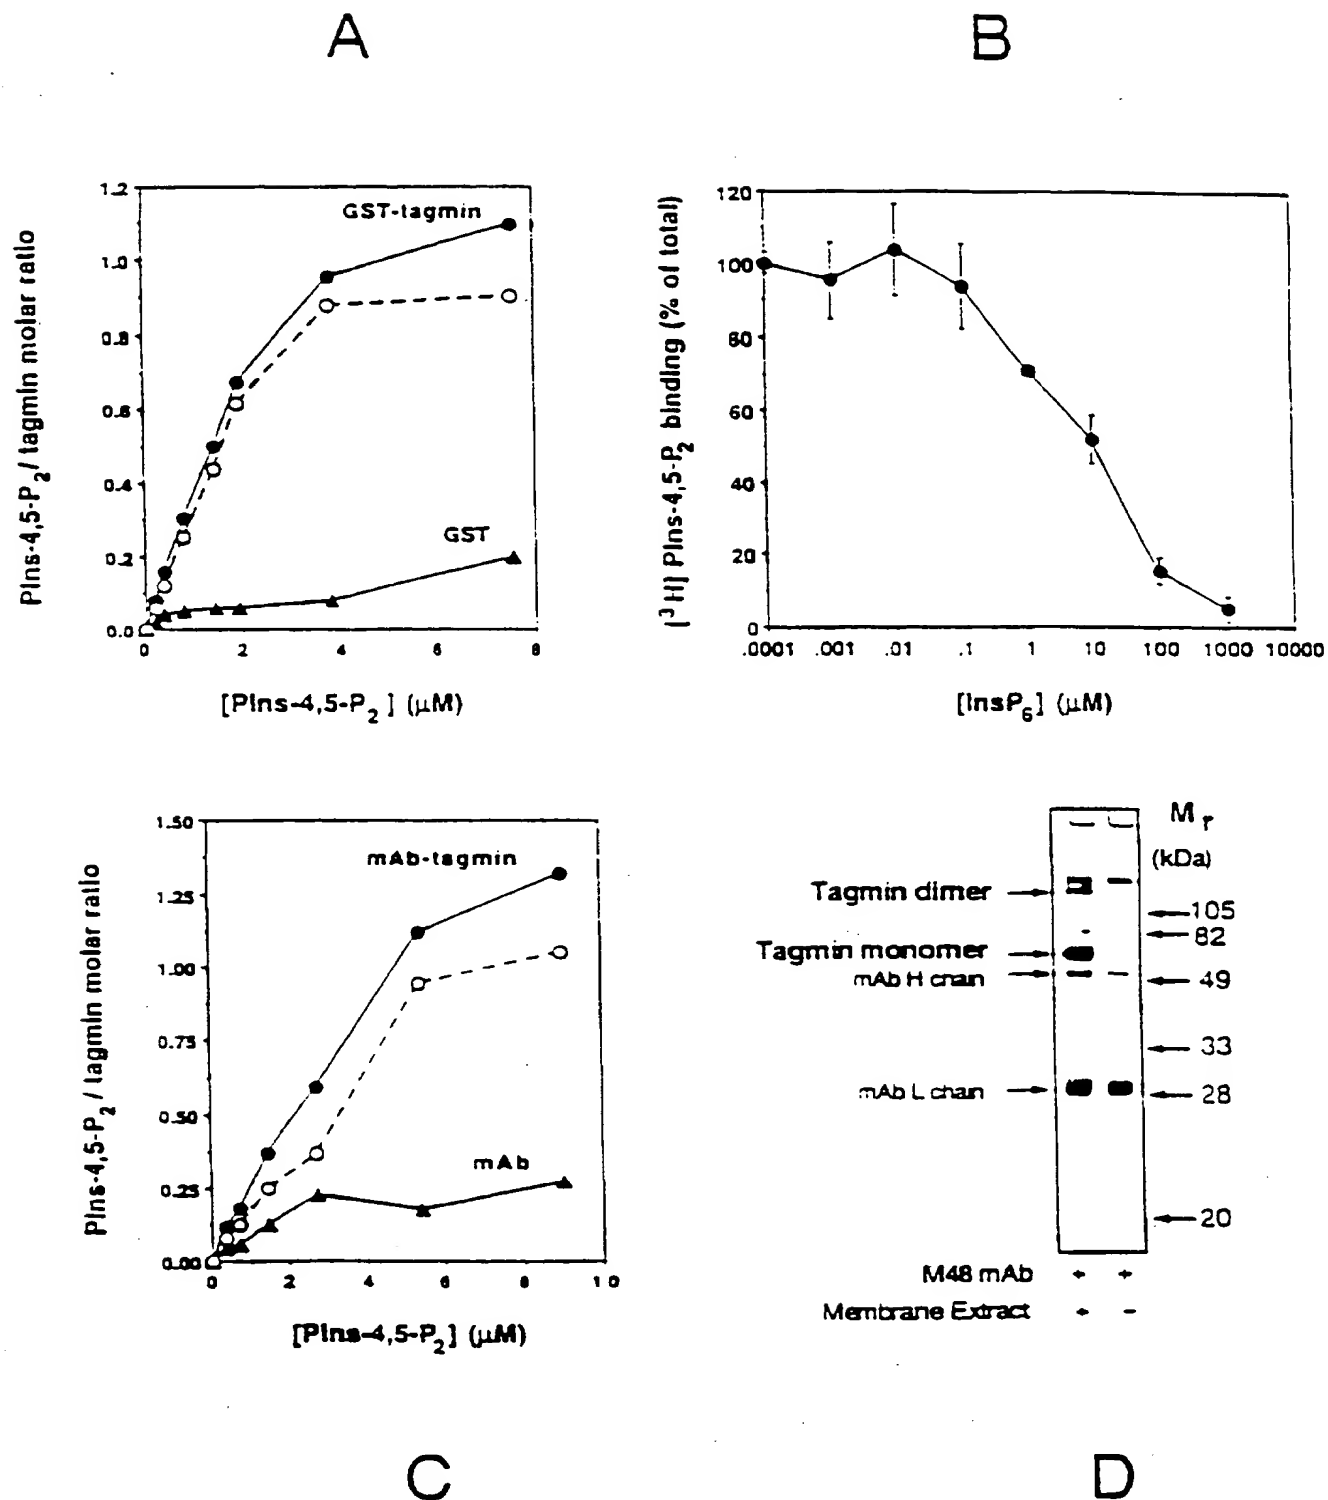 A
B
PIns-4,5-P2/ tagmin molar ratio
1.2
1.0
0.8
0.6
0.4
0.2
0.0
GST-tagmin
GST
0 2 4 6 8
[PIns-4,5-P2 ] (μM)
[3H] PIns-4,5-P2 binding (% of total)
120
100
80
60
40
20
0
.0001 .001 .01 .1 1 10 100 1000 10000
[InsP6] (μM)
PIns-4,5-P2/ tagmin molar ratio
1.50
1.25
1.00
0.75
0.50
0.25
0.00
mAb-tagmin
mAb
0 2 4 6 8 10
[PIns-4,5-P2] (μM)
Mr
(kDa)
Tagmin dimer
105
82
Tagmin monomer
mAb H chain
49
33
mAb L chain
28
20
M48 mAb + +
Membrane Extract + -
C
D